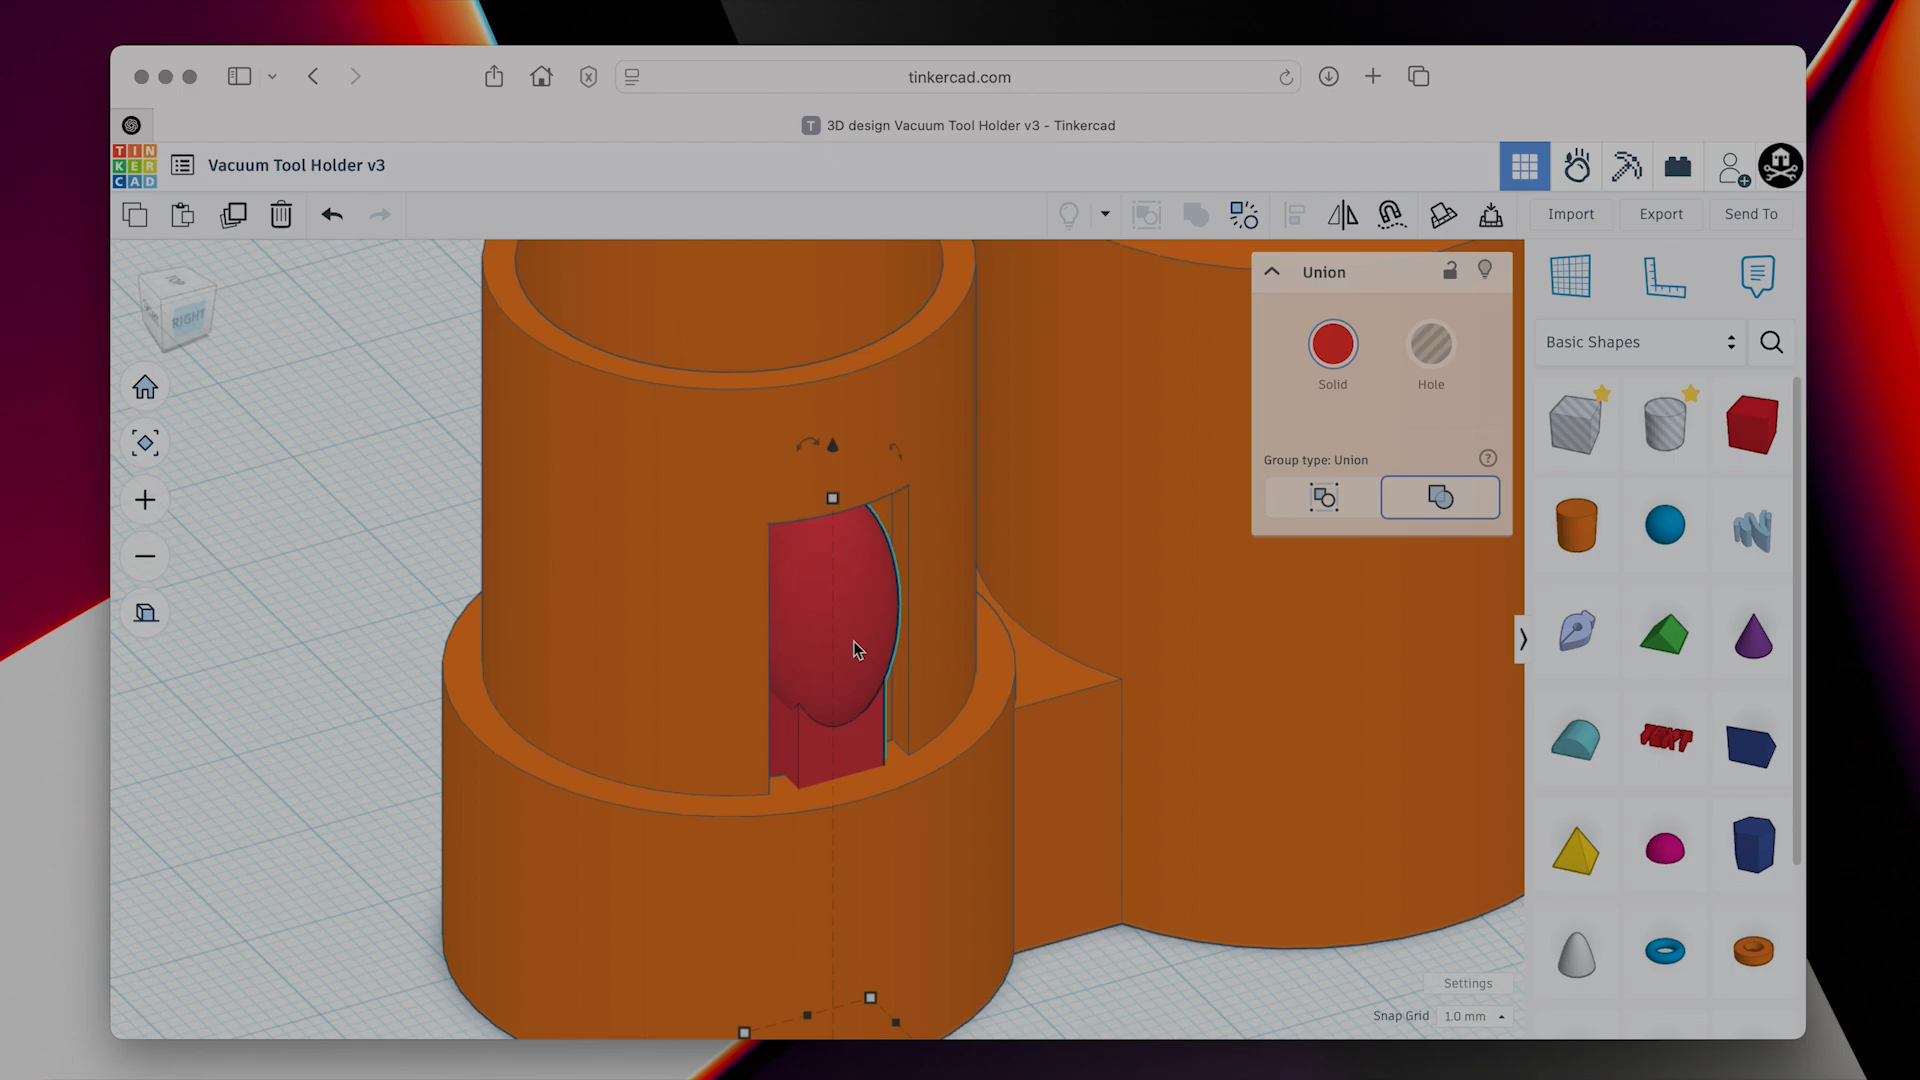 tinkercad.com
T 3D design Vacuum Tool Holder v3 - Tinkercad
TIN
KER
CAD
Vacuum Tool Holder v3
Import Export Send To
RIGHT
Union
Solid Hole
Group type: Union
Basic Shapes
TEXT
Settings
Snap Grid 1.0 mm